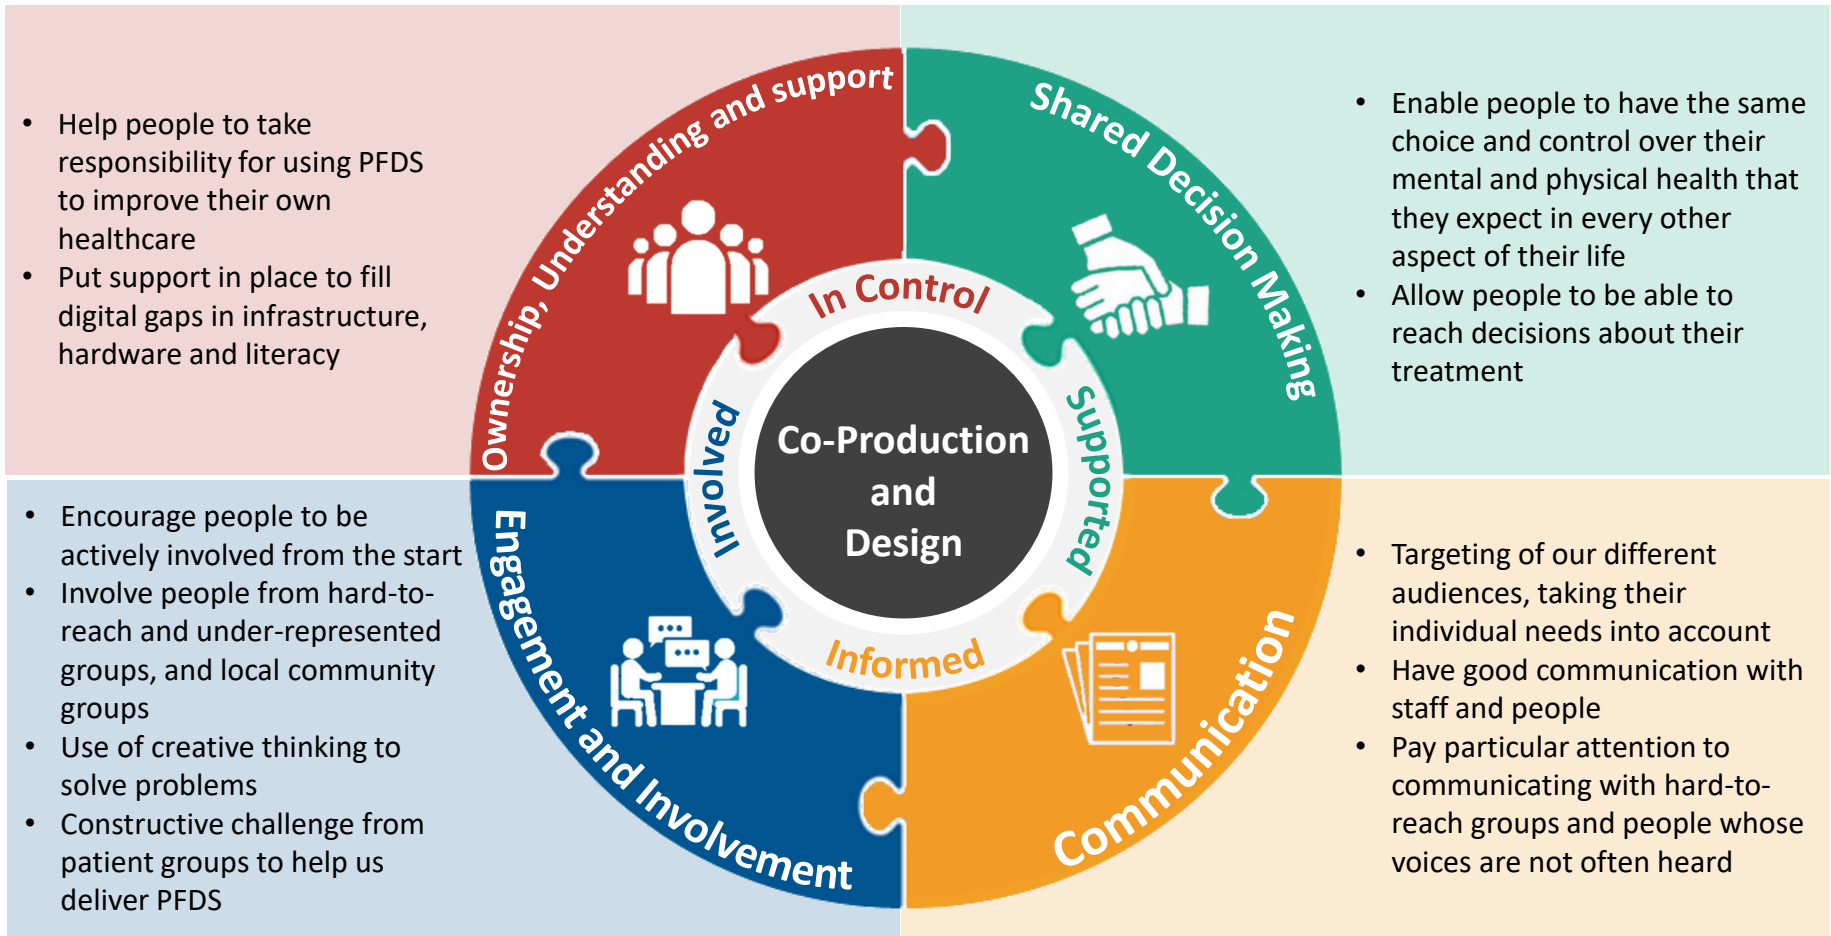 • Help people to take
responsibility for using PFDS
to improve their own
healthcare
• Put support in place to fill
digital gaps in infrastructure,
hardware and literacy
Ownership, Understanding and support
Shared Decision Making
• Enable people to have the same
choice and control over their
mental and physical health that
they expect in every other
aspect of their life
• Allow people to be able to
reach decisions about their
treatment
In Control
Supported
Involved
Informed
Co-Production
and
Design
• Encourage people to be
actively involved from the start
• Involve people from hard-to-
reach and under-represented
groups, and local community
groups
• Use of creative thinking to
solve problems
• Constructive challenge from
patient groups to help us
deliver PFDS
Engagement and Involvement
Communication
• Targeting of our different
audiences, taking their
individual needs into account
• Have good communication with
staff and people
• Pay particular attention to
communicating with hard-to-
reach groups and people whose
voices are not often heard